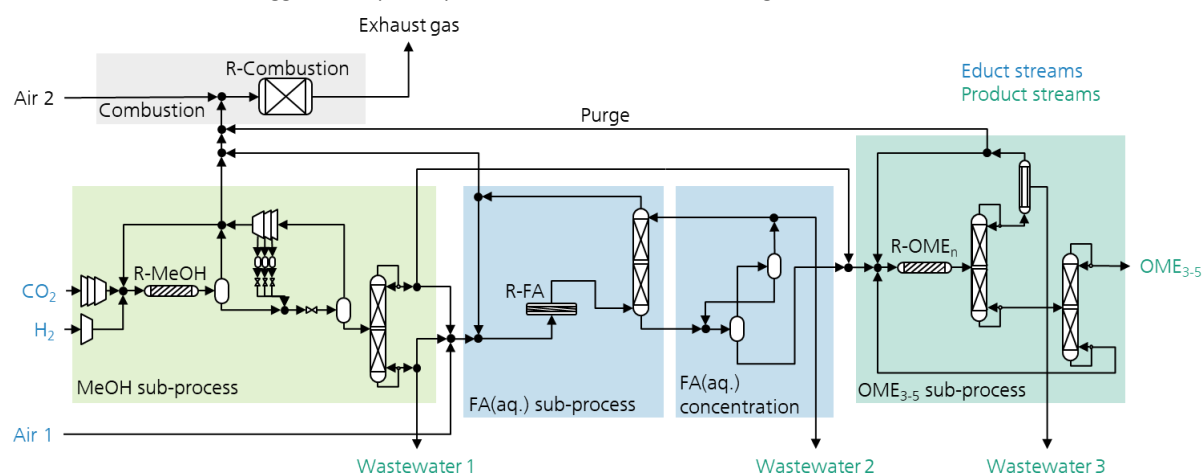 Exhaust gas
R-Combustion
Educt streams
Product streams
Air 2
Combustion
Purge
R-MeOH
R-OMEₙ
CO₂
R-FA
OME₃₋₅
H₂
MeOH sub-process
FA(aq.) sub-process
FA(aq.)
concentration
OME₃₋₅ sub-process
Air 1
Wastewater 1
Wastewater 2
Wastewater 3